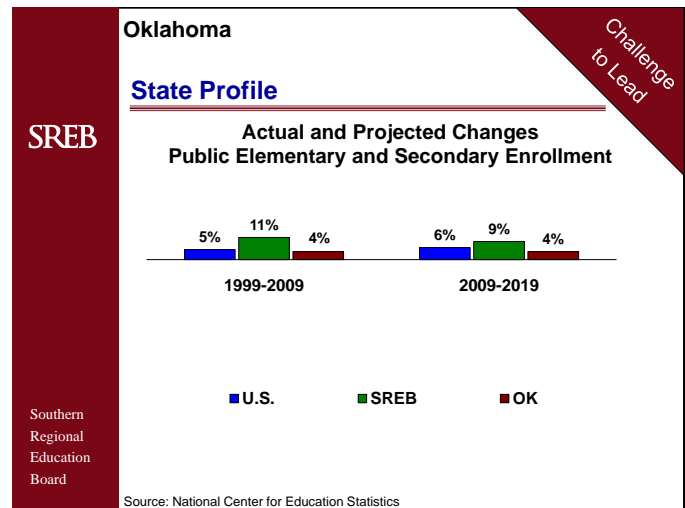 Oklahoma
Challenge
to Lead
State Profile
SREB
Actual and Projected Changes
Public Elementary and Secondary Enrollment
5% 11% 4% 6% 9% 4%
1999-2009 2009-2019
U.S. SREB OK
Southern
Regional
Education
Board
Source: National Center for Education Statistics